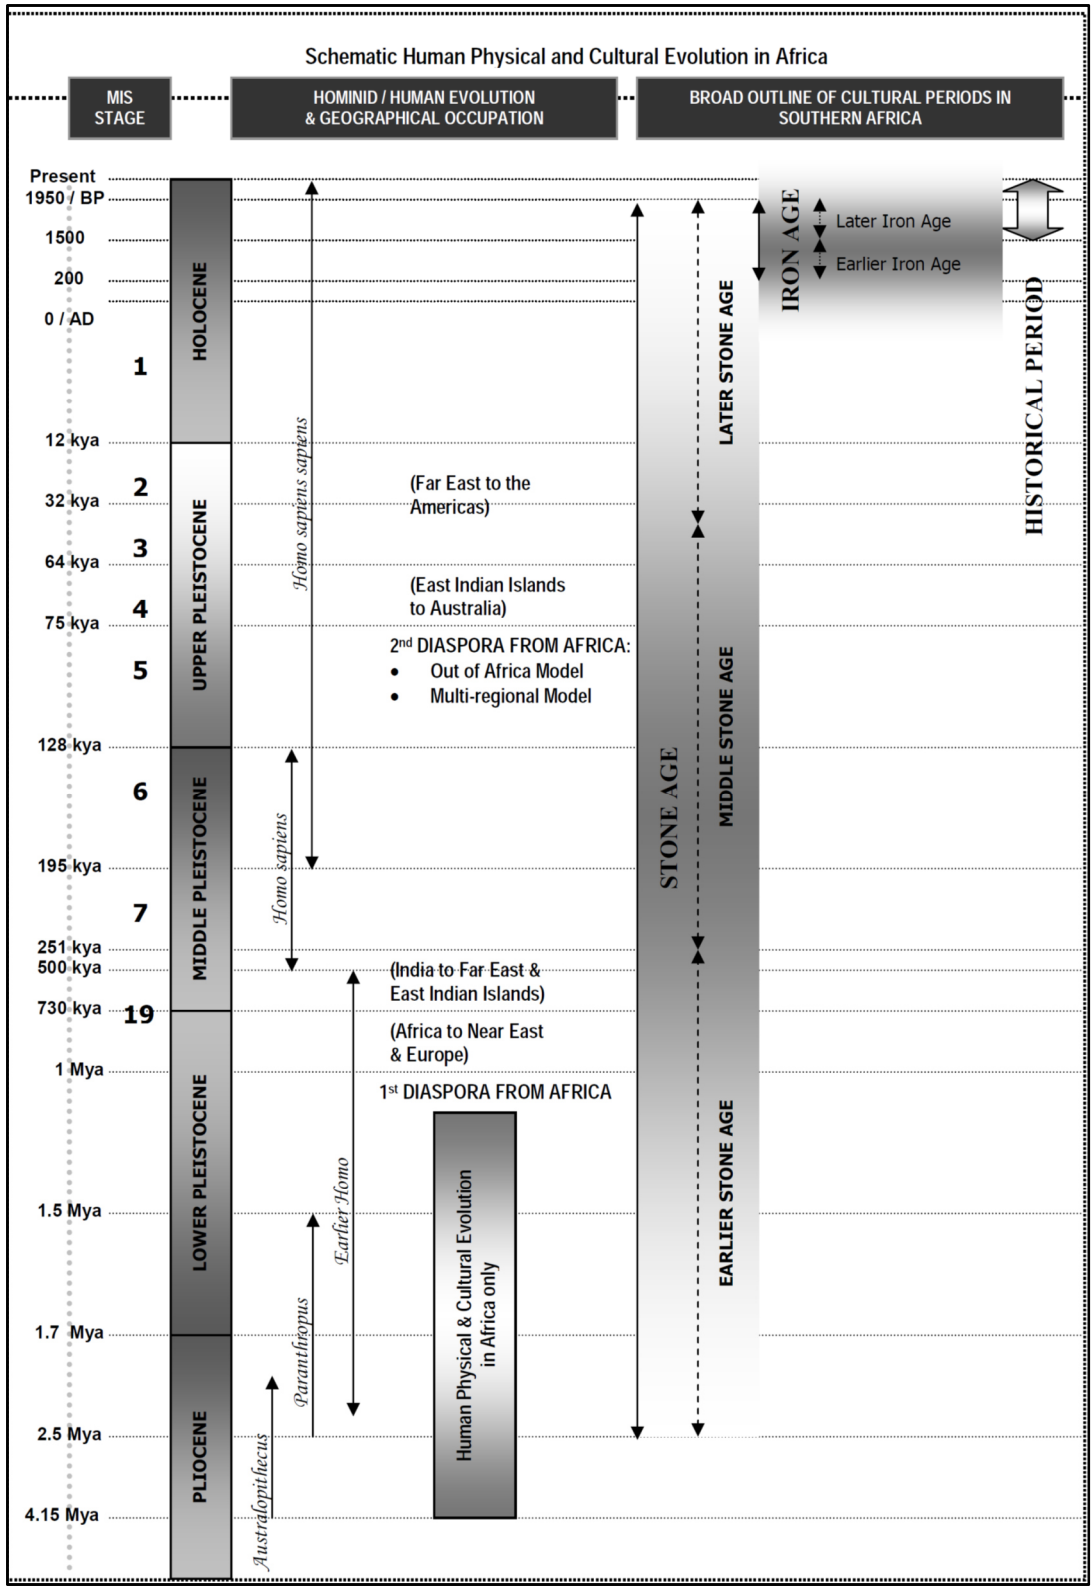 Schematic Human Physical and Cultural Evolution in Africa
MIS
STAGE
HOMINID / HUMAN EVOLUTION
& GEOGRAPHICAL OCCUPATION
BROAD OUTLINE OF CULTURAL PERIODS IN
SOUTHERN AFRICA
Present
1950 / BP
1500
200
0 / AD
12 kya
32 kya
64 kya
75 kya
128 kya
195 kya
251 kya
500 kya
730 kya
1 Mya
1.5 Mya
1.7 Mya
2.5 Mya
4.15 Mya
1
2
3
4
5
6
7
19
HOLOCENE
UPPER PLEISTOCENE
MIDDLE PLEISTOCENE
LOWER PLEISTOCENE
PLIOCENE
Homo sapiens sapiens
Homo sapiens
Earlier Homo
Paranthropus
Australopithecus
(Far East to the
Americas)
(East Indian Islands
to Australia)
2nd DIASPORA FROM AFRICA:
• Out of Africa Model
• Multi-regional Model
(India to Far East &
East Indian Islands)
(Africa to Near East
& Europe)
1st DIASPORA FROM AFRICA
Human Physical & Cultural Evolution
in Africa only
STONE AGE
LATER STONE AGE
MIDDLE STONE AGE
EARLIER STONE AGE
IRON AGE
Later Iron Age
Earlier Iron Age
HISTORICAL PERIOD